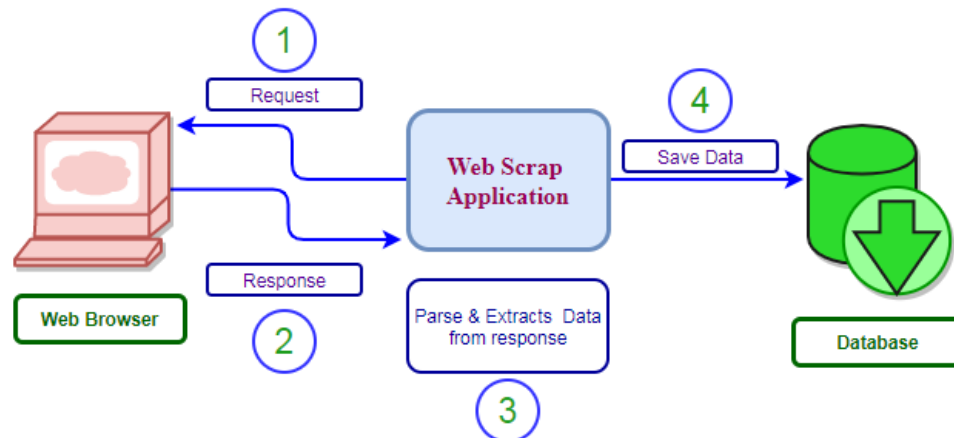 1
Request
4
Save Data
Web Scrap
Application
Response
Web Browser
2
Parse & Extracts Data
from response
3
Database